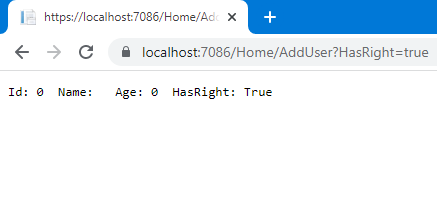 https://localhost:7086/Home/Ad
localhost:7086/Home/AddUser?HasRight=true
Id: 0 Name: Age: 0 HasRight: True